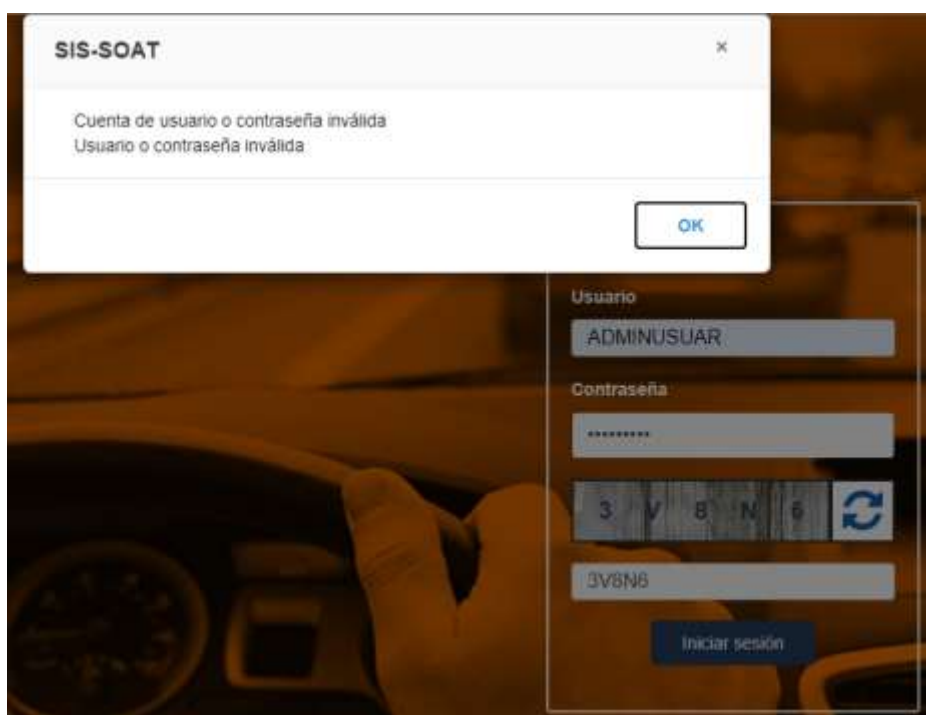 SIS-SOAT
×
Cuenta de usuario o contraseña inválida
Usuario o contraseña inválida
OK
Usuario
ADMINUSUAR
Contraseña
•••••••••
3 V 8 N 6
3V8N6
Iniciar sesión